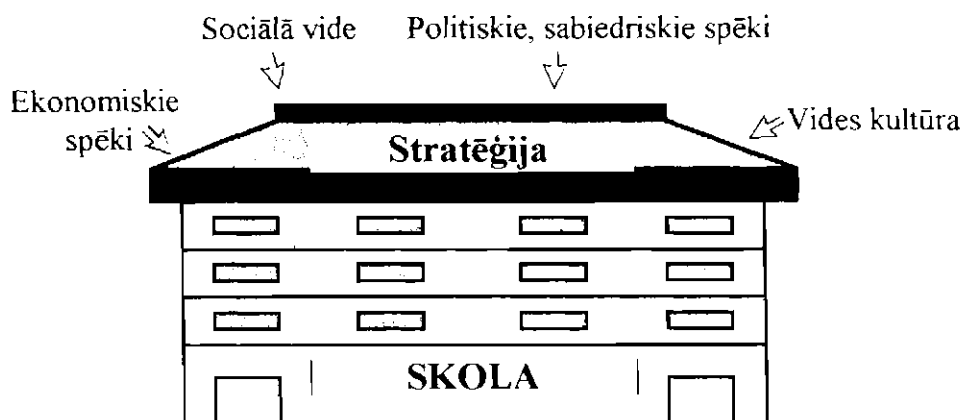 Sociālā vide
Politiskie, sabiedriskie spēki
Ekonomiskie
spēki
Vides kultūra
Stratēģija
SKOLA